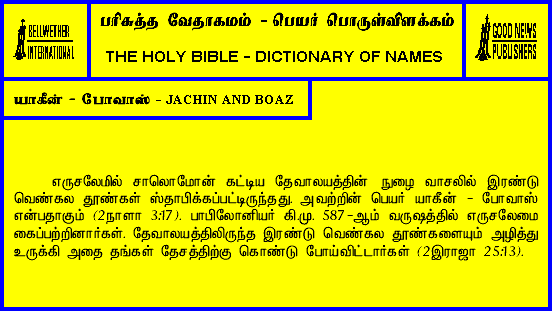 BELLWETHER
INTERNATIONAL
பரிசுத்த வேதாகமம் - பெயர் பொருள்விளக்கம்
THE HOLY BIBLE - DICTIONARY OF NAMES
GOOD NEWS
PUBLISHERS
யாகீன் - போவாஸ் - JACHIN AND BOAZ
எருசலேமில் சாலொமோன் கட்டிய தேவாலயத்தின் நுழை வாசலில் இரண்டு
வெண்கல தூண்கள் ஸ்தாபிக்கப்பட்டிருந்தது. அவற்றின் பெயர் யாகீன் - போவாஸ்
என்பதாகும் (2நாளா 3:17). பாபிலோனியர் கி.மு. 587-ஆம் வருஷத்தில் எருசலேமை
கைப்பற்றினார்கள். தேவாலயத்திலிருந்த இரண்டு வெண்கல தூண்களையும் அழித்து
உருக்கி அதை தங்கள் தேசத்திற்கு கொண்டு போய்விட்டார்கள் (2இராஜா 25:13).